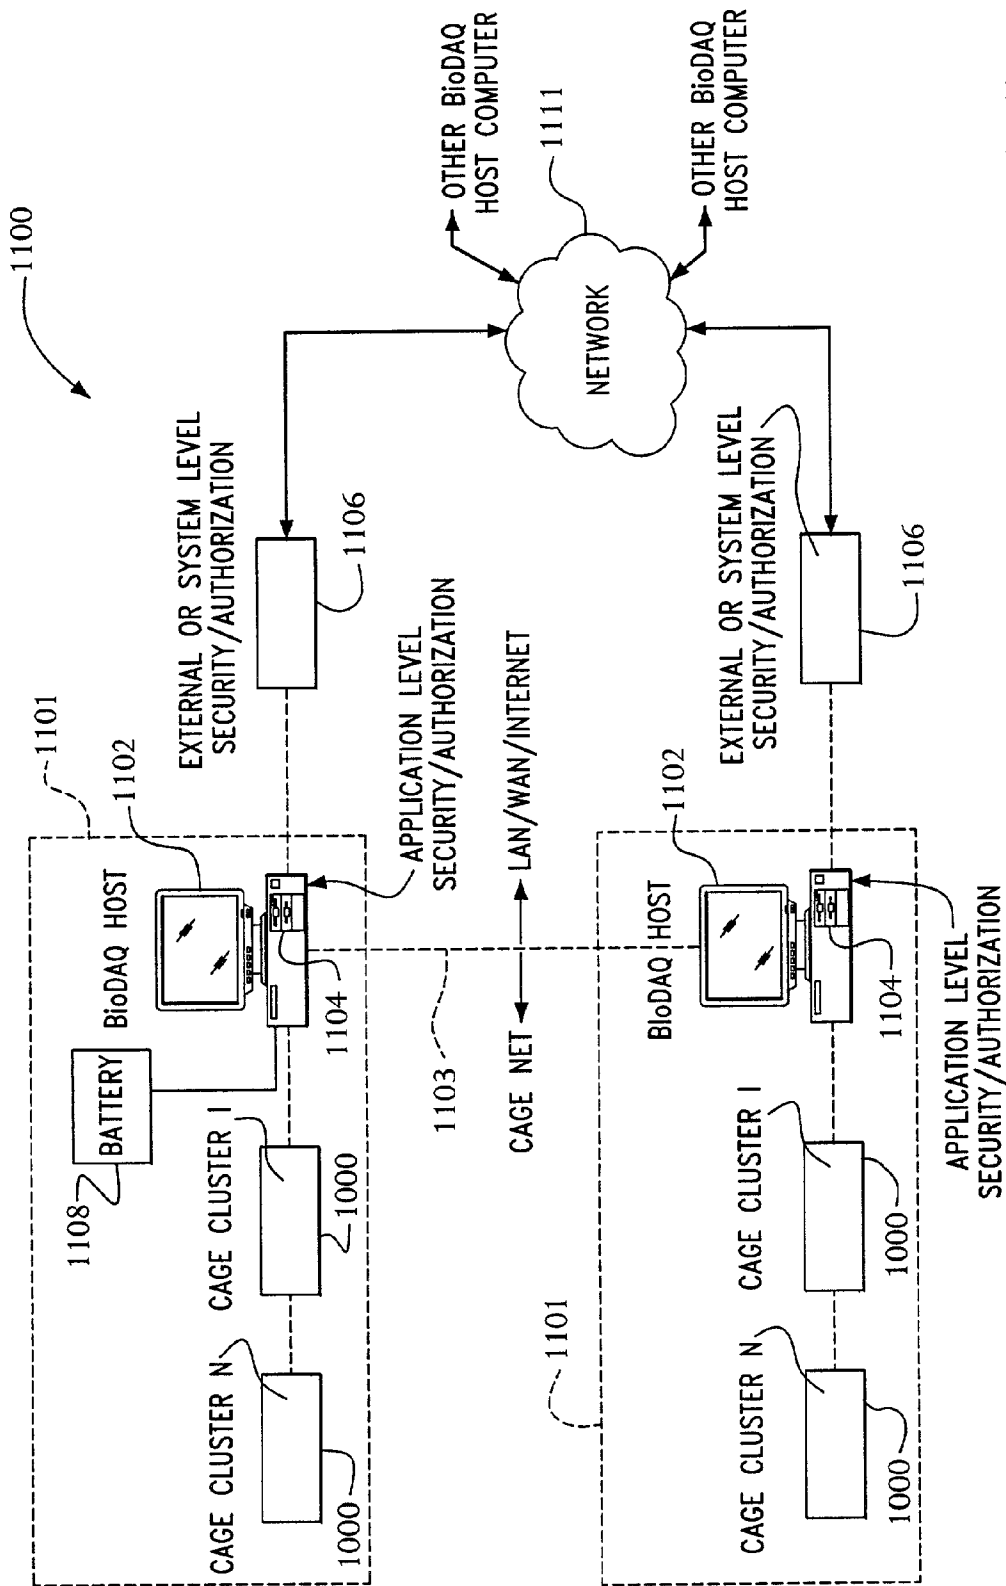 1100
1101
BioDAQ HOST
1102
BATTERY
1108
CAGE CLUSTER N
CAGE CLUSTER I
1000
1000
1104
EXTERNAL OR SYSTEM LEVEL
SECURITY/AUTHORIZATION
1106
APPLICATION LEVEL
SECURITY/AUTHORIZATION
OTHER BioDAQ
HOST COMPUTER
1111
NETWORK
OTHER BioDAQ
HOST COMPUTER
CAGE NET
LAN/WAN/INTERNET
1103
1101
BIoDAQ HOST
1102
CAGE CLUSTER N
CAGE CLUSTER I
1000
1000
1104
EXTERNAL OR SYSTEM LEVEL
SECURITY/AUTHORIZATION
1106
APPLICATION LEVEL
SECURITY/AUTHORIZATION